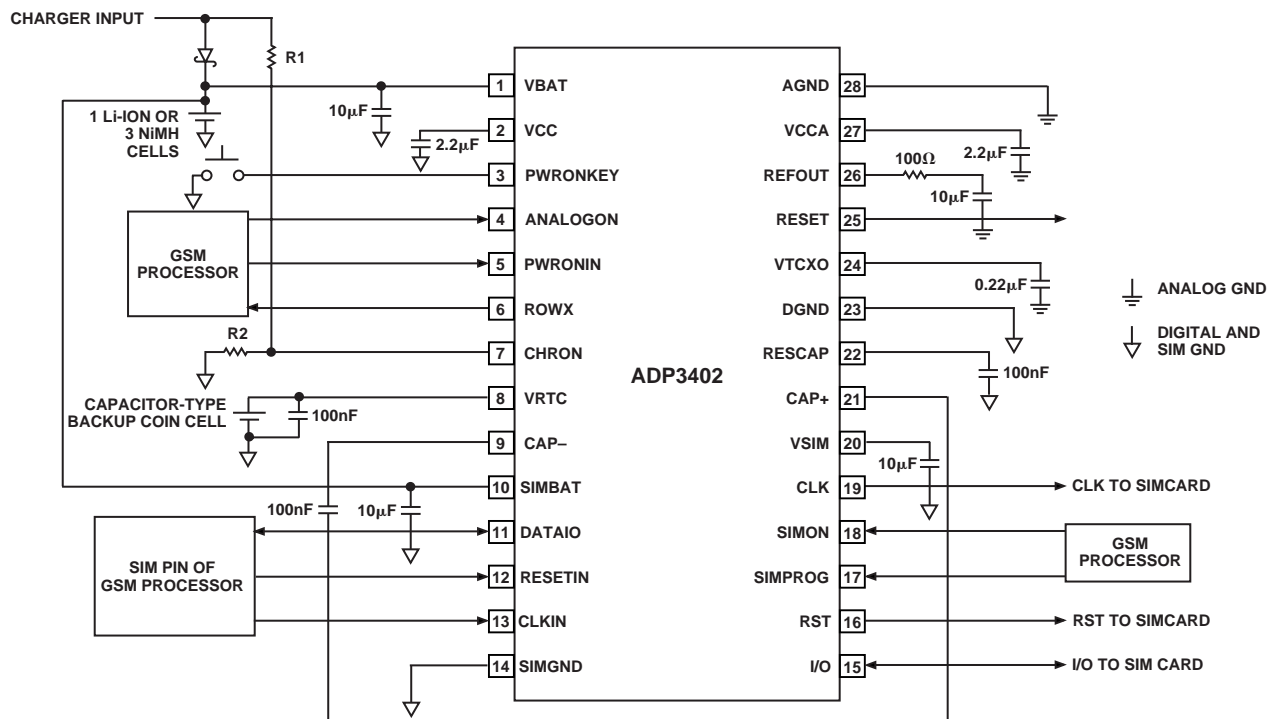 CHARGER INPUT
R1
1 Li-ION OR
3 NiMH
CELLS
10μF
2.2μF
GSM
PROCESSOR
R2
CAPACITOR-TYPE
BACKUP COIN CELL
100nF
100nF
10μF
SIM PIN OF
GSM PROCESSOR
1 VBAT
2 VCC
3 PWRONKEY
4 ANALOGON
5 PWRONIN
6 ROWX
7 CHRON
8 VRTC
9 CAP–
10 SIMBAT
11 DATAIO
12 RESETIN
13 CLKIN
14 SIMGND
ADP3402
AGND 28
VCCA 27
REFOUT 26
RESET 25
VTCXO 24
DGND 23
RESCAP 22
CAP+ 21
VSIM 20
CLK 19
SIMON 18
SIMPROG 17
RST 16
I/O 15
2.2μF
100Ω
10μF
0.22μF
100nF
10μF
ANALOG GND
DIGITAL AND
SIM GND
CLK TO SIMCARD
GSM
PROCESSOR
RST TO SIMCARD
I/O TO SIM CARD